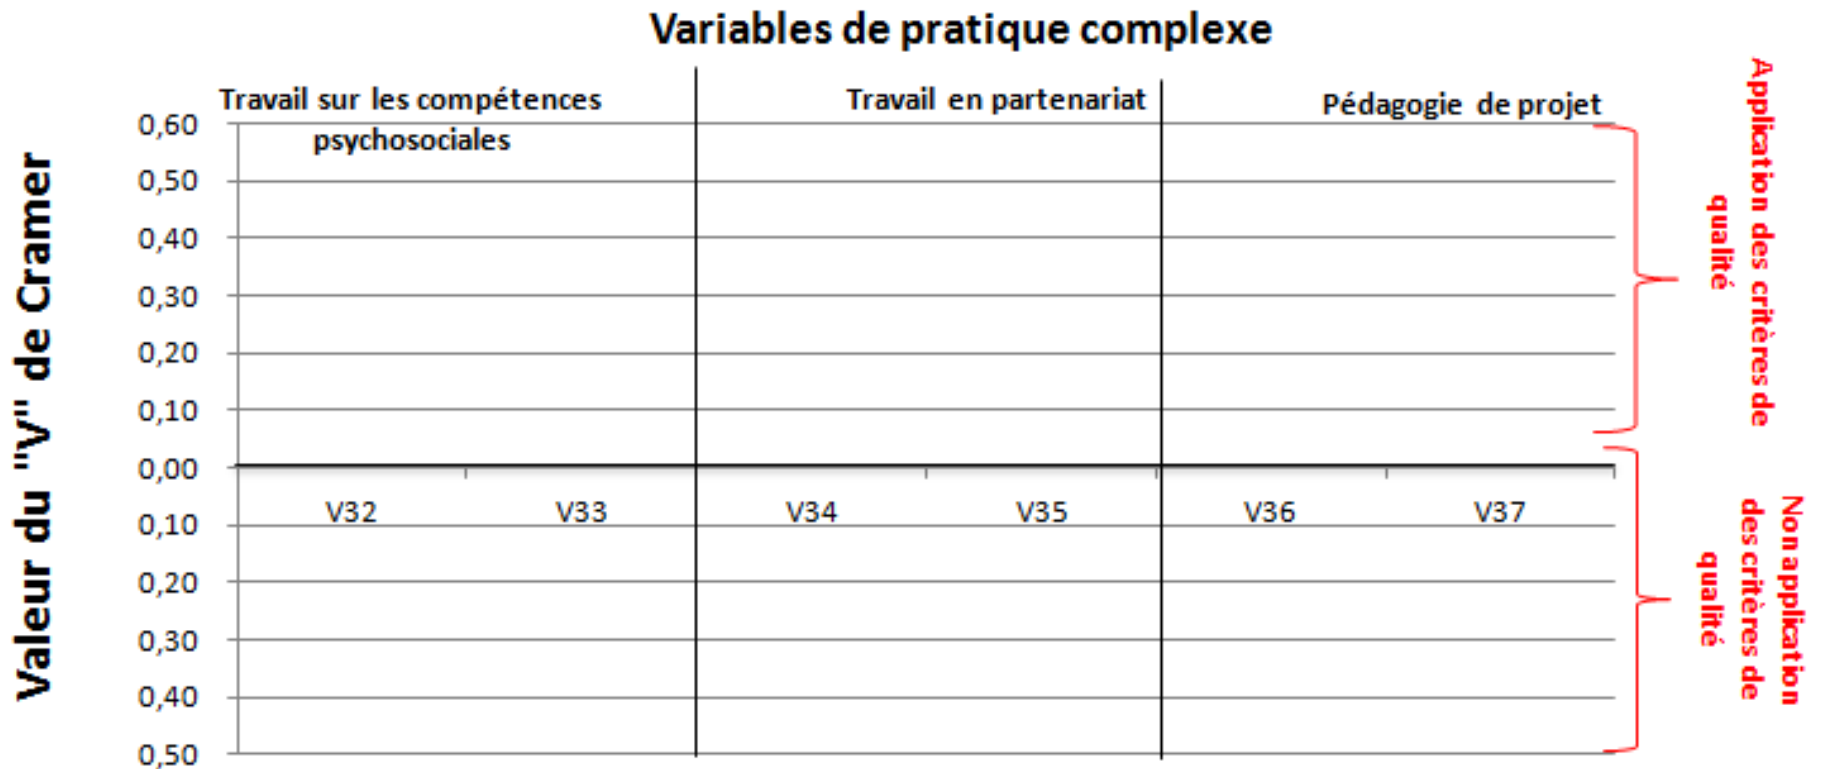 Variables de pratique complexe
Travail sur les compétences
psychosociales
Travail en partenariat
Pédagogie de projet
Valeur du "V" de Cramer
0,60
0,50
0,40
0,30
0,20
0,10
0,00
0,10
0,20
0,30
0,40
0,50
V32
V33
V34
V35
V36
V37
Application des critères de
qualité
Non application
des critères de
qualité